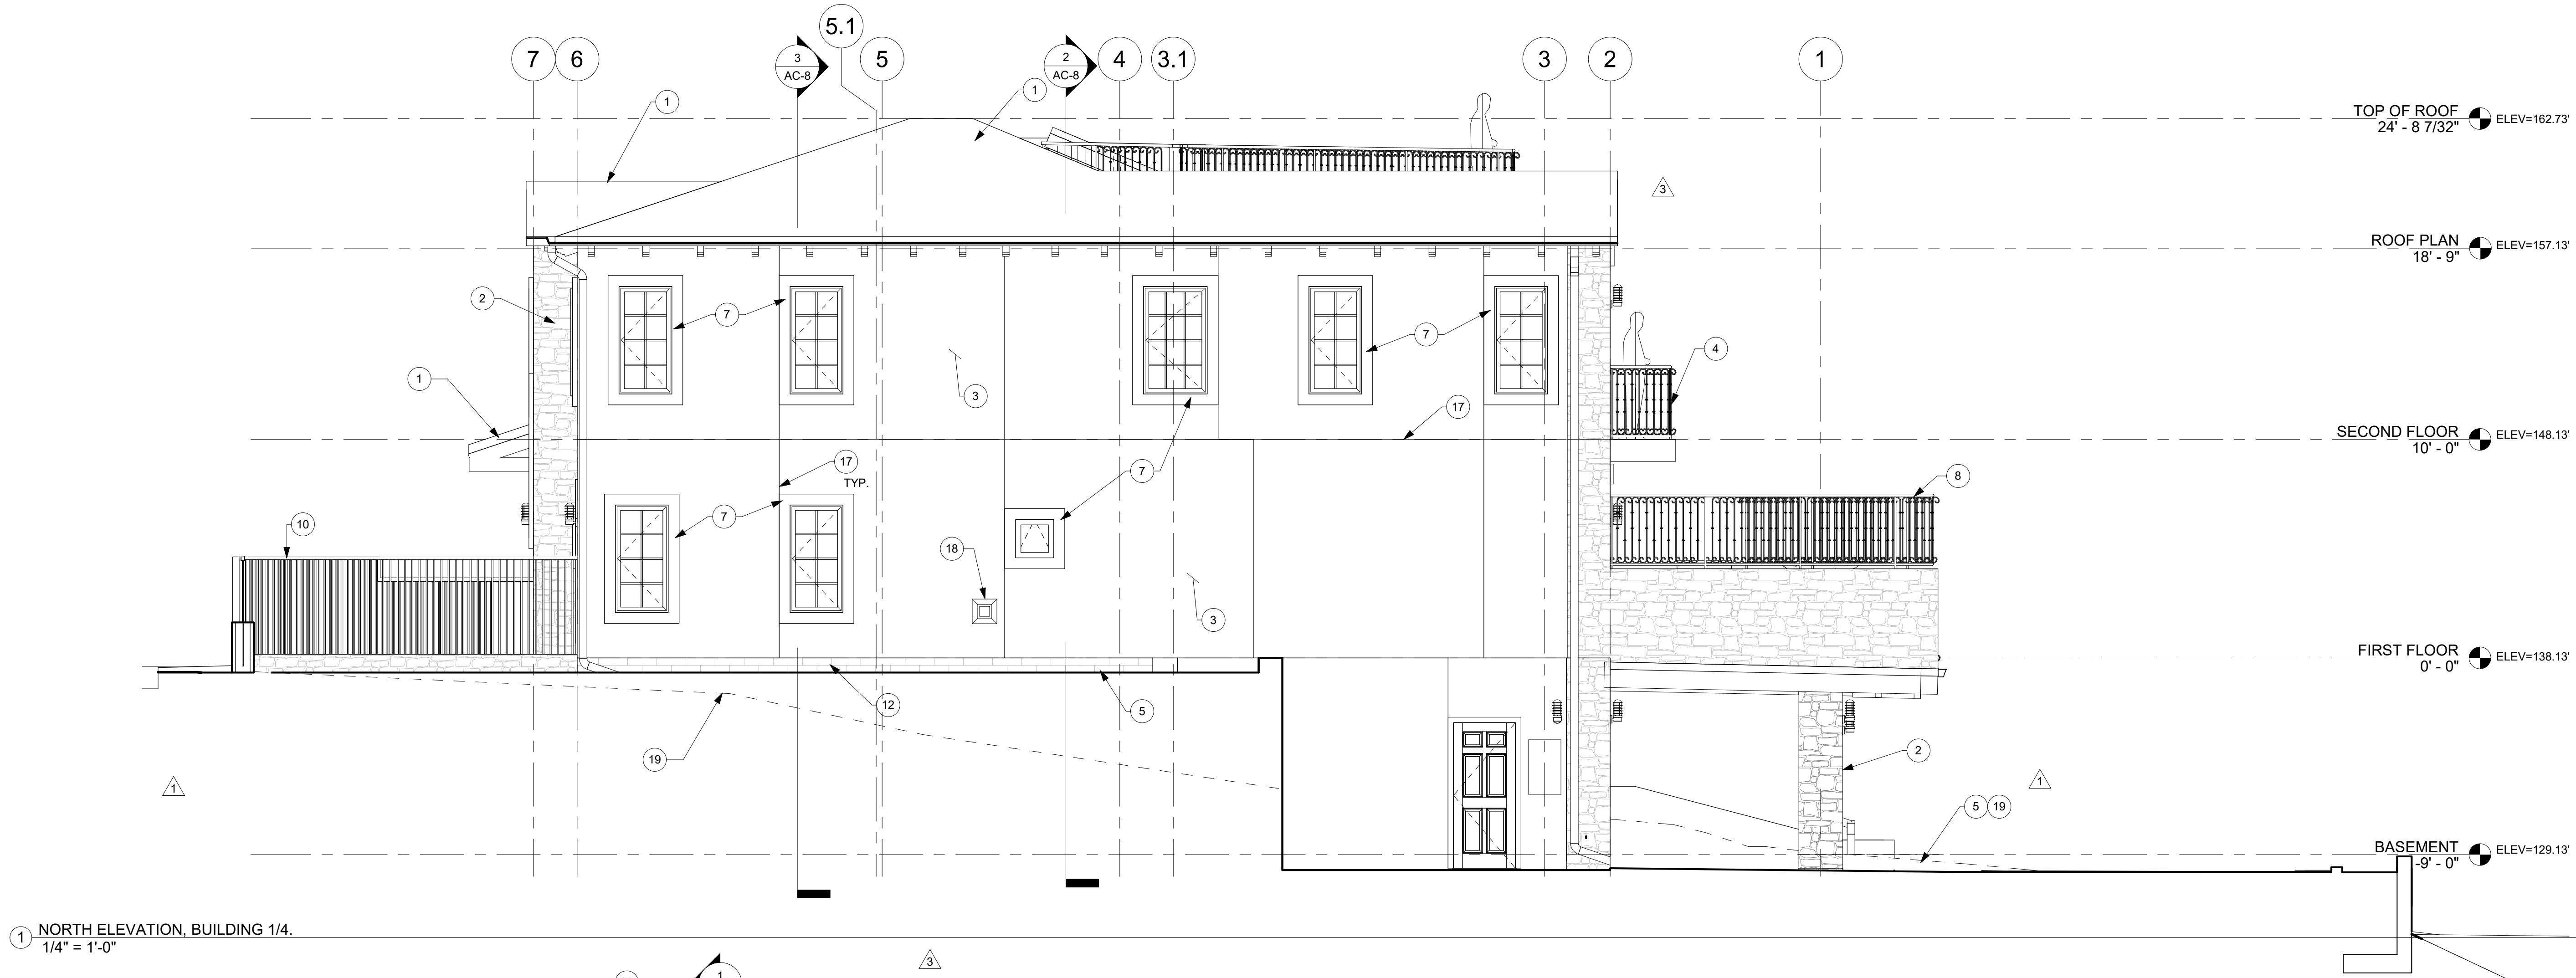 5.1
7
6
3
AC-8
5
2
AC-8
4
3.1
3
2
1
1
1
TOP OF ROOF
24' - 8 7/32"
ELEV=162.73'
3
ROOF PLAN
18' - 9"
ELEV=157.13'
2
7
7
4
1
3
17
SECOND FLOOR
10' - 0"
ELEV=148.13'
17
TYP.
7
8
10
7
18
3
FIRST FLOOR
0' - 0"
ELEV=138.13'
12
5
19
2
1
1
5
19
BASEMENT
-9' - 0"
ELEV=129.13'
1
NORTH ELEVATION, BUILDING 1/4.
1/4" = 1'-0"
3
1